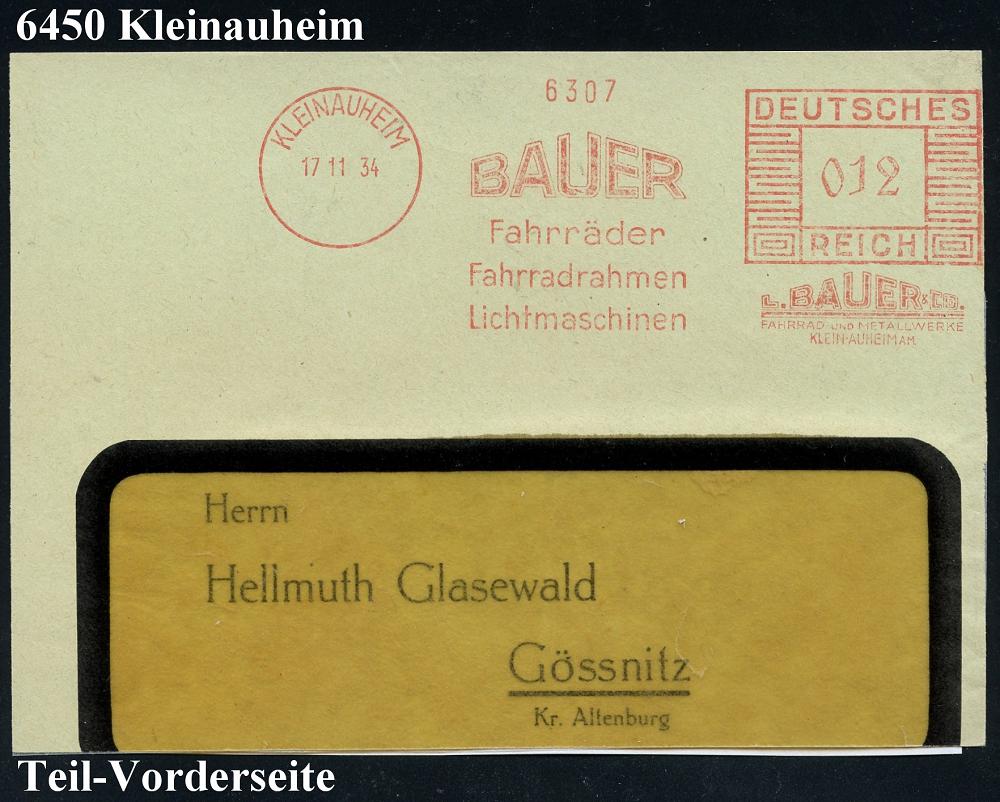 6450 Kleinauheim
KLEINAUHEIM
17 11 34
6307
BAUER
Fahrräder
Fahrradrahmen
Lichtmaschinen
DEUTSCHES
012
REICH
L. BAUER & CO.
FAHRRAD- UND METALLWERKE
KLEIN-AUHEIM A M.
Herrn
Hellmuth Glasewald
Gössnitz
Kr. Altenburg
Teil-Vorderseite